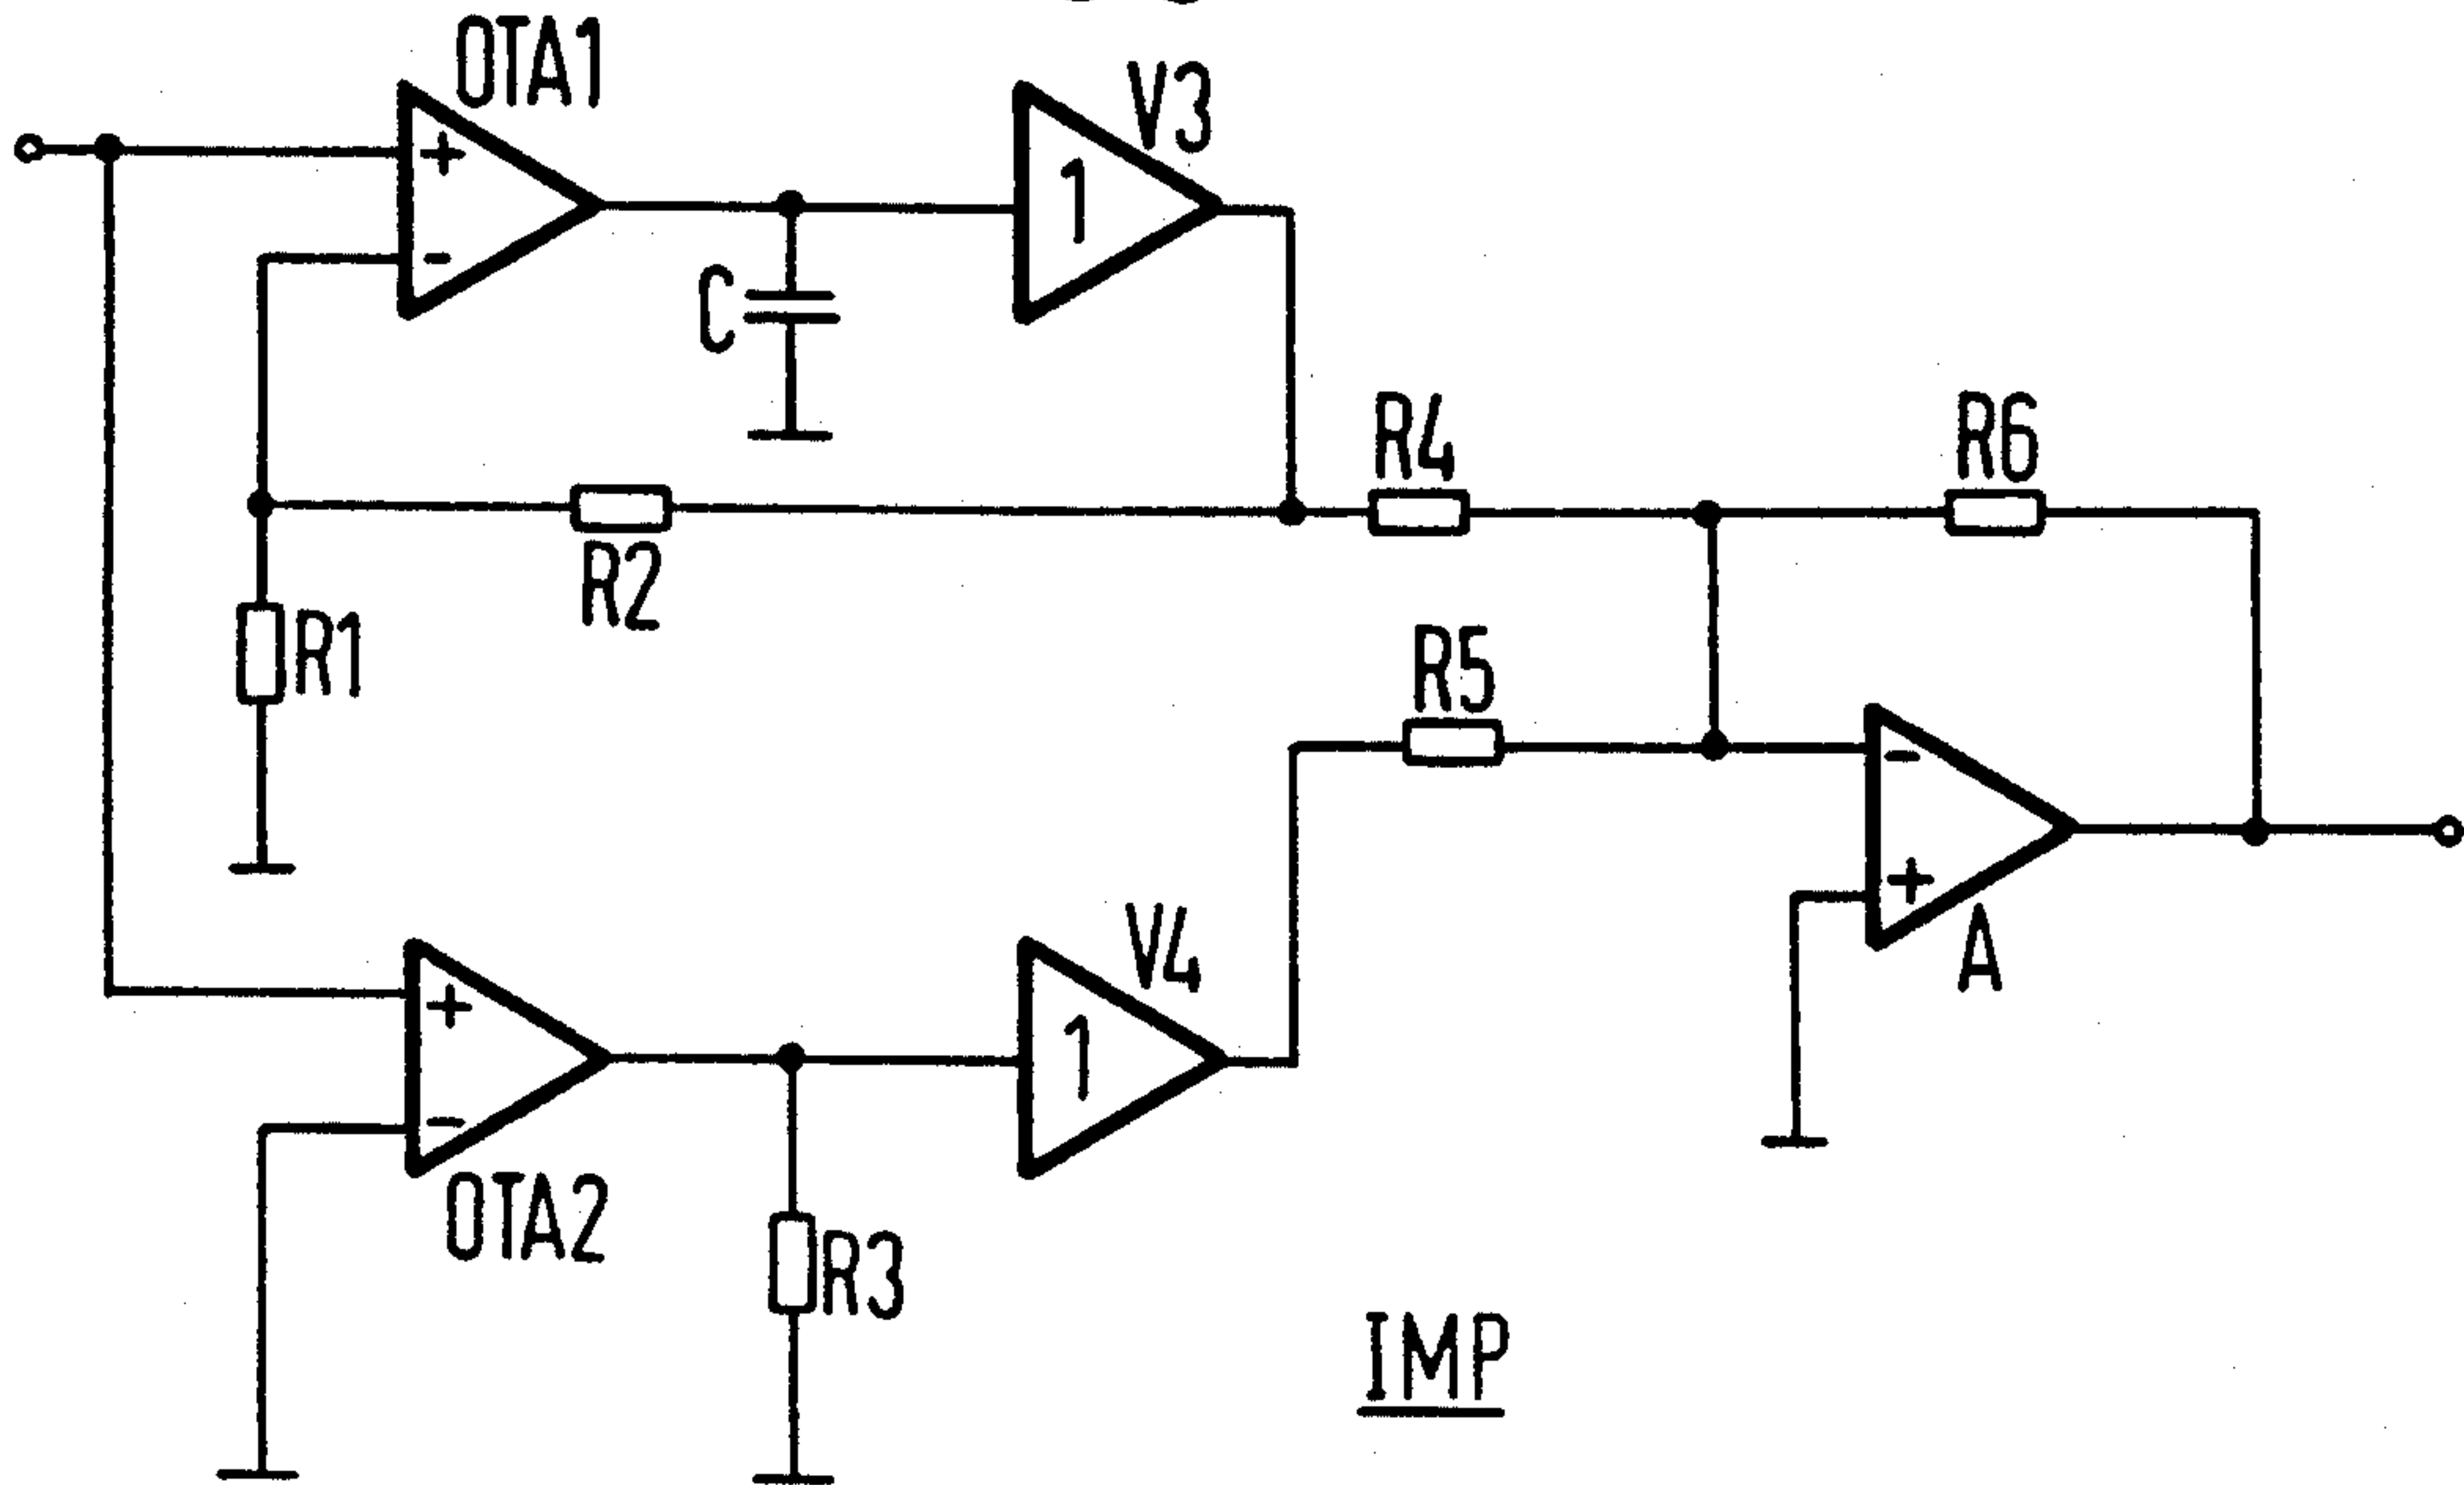 OTA1
V3
+
1
-
C
R4
R6
R2
R1
R5
-
+
A
V4
+
1
-
OTA2
R3
IMP